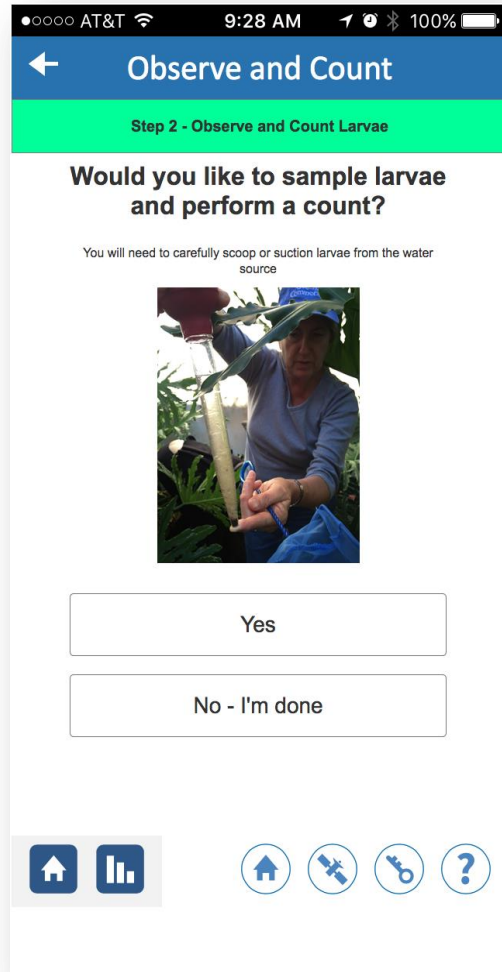 AT&T 9:28 AM 100%
Observe and Count
Step 2 - Observe and Count Larvae
Would you like to sample larvae
and perform a count?
You will need to carefully scoop or suction larvae from the water
source
Yes
No - I'm done
?